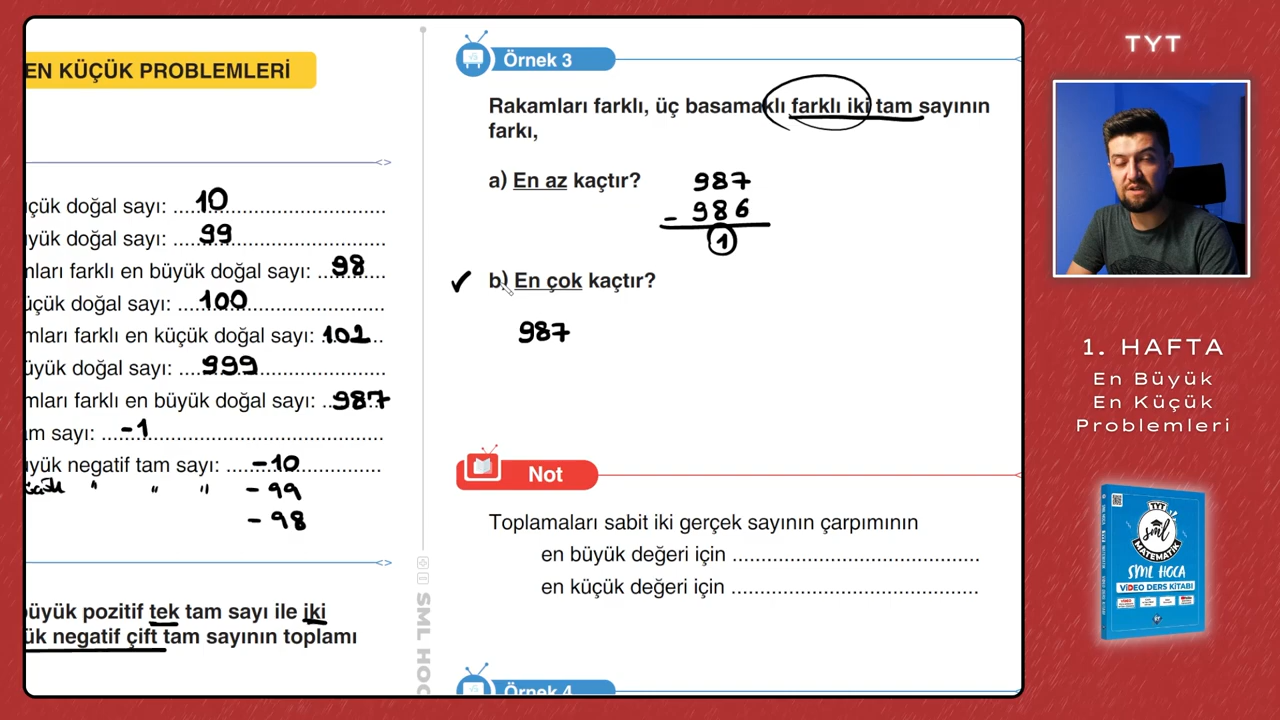 EN KÜÇÜK PROBLEMLERİ
çük doğal sayı: 10
yük doğal sayı: 99
nları farklı en büyük doğal sayı: 98
üçük doğal sayı: 100
mları farklı en küçük doğal sayı: 102
üyük doğal sayı: 999
mları farklı en büyük doğal sayı: 987
am sayı: -1
üyük negatif tam sayı: -10
" " " -99
-98
büyük pozitif tek tam sayı ile iki
ük negatif çift tam sayının toplamı
SML HOC
Örnek 3
Rakamları farklı, üç basamaklı farklı iki tam sayının
farkı,
a) En az kaçtır?
987
- 986
1
✓ b) En çok kaçtır?
987
Not
Toplamaları sabit iki gerçek sayının çarpımının
en büyük değeri için ........................................
en küçük değeri için ........................................
Örnek 4
TYT
1. HAFTA
En Büyük
En Küçük
Problemleri
TYT
sml
MATEMATİK
SML HOCA
VİDEO DERS KİTABI